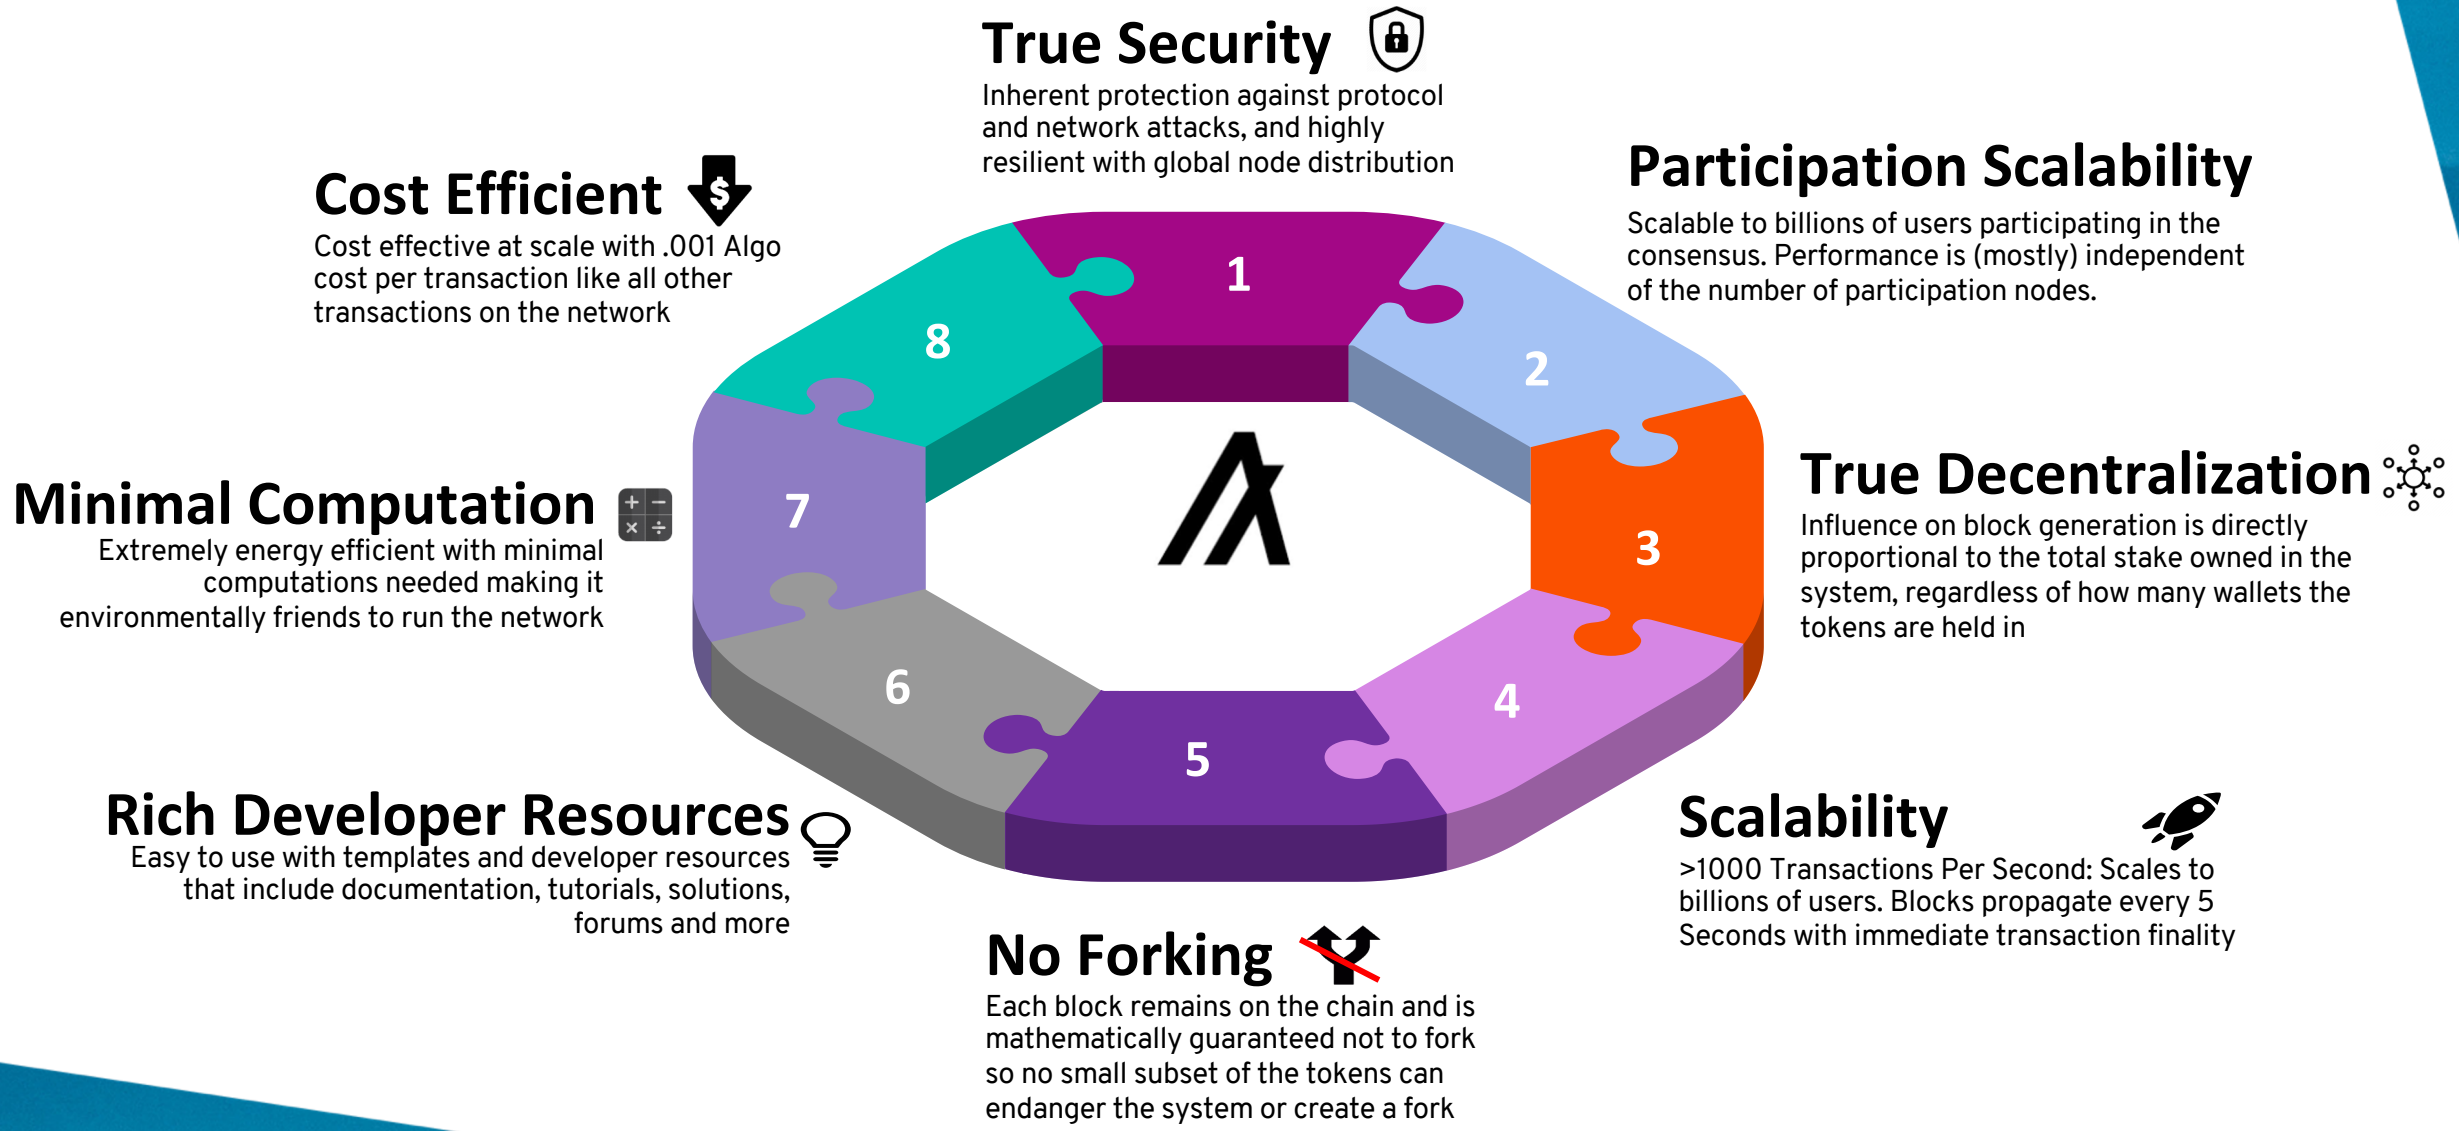 True Security
Inherent protection against protocol
and network attacks, and highly
resilient with global node distribution
Participation Scalability
Scalable to billions of users participating in the
consensus. Performance is (mostly) independent
of the number of participation nodes.
True Decentralization
Influence on block generation is directly
proportional to the total stake owned in the
system, regardless of how many wallets the
tokens are held in
Scalability
>1000 Transactions Per Second: Scales to
billions of users. Blocks propagate every 5
Seconds with immediate transaction finality
No Forking
Each block remains on the chain and is
mathematically guaranteed not to fork
so no small subset of the tokens can
endanger the system or create a fork
Rich Developer Resources
Easy to use with templates and developer resources
that include documentation, tutorials, solutions,
forums and more
Minimal Computation
Extremely energy efficient with minimal
computations needed making it
environmentally friends to run the network
Cost Efficient
$
Cost effective at scale with .001 Algo
cost per transaction like all other
transactions on the network
1
2
3
4
5
6
7
8